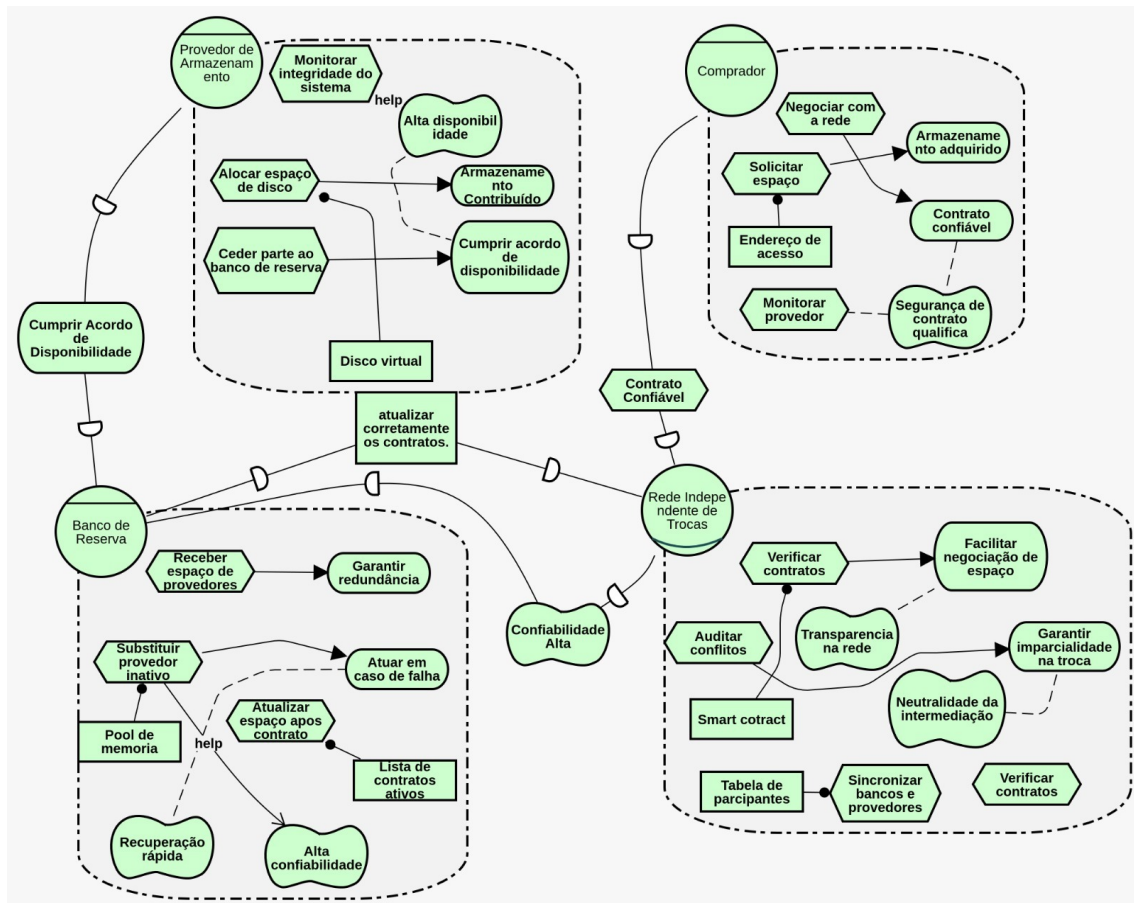 Provedor de
Armazenam
ento
Monitorar
integridade do
sistema
help
Alta disponibil
idade
Alocar espaço
de disco
Armazename
nto
Contribuído
Ceder parte ao
banco de reserva
Cumprir acordo
de
disponibilidade
Disco virtual
Comprador
Negociar com
a rede
Armazename
nto adquirido
Solicitar
espaço
Contrato
confiável
Endereço de
acesso
Monitorar
provedor
Segurança de
contrato
qualifica
Cumprir Acordo
de
Disponibilidade
Contrato
Confiável
atualizar
corretamente
os contratos.
Banco de
Reserva
Receber
espaço de
provedores
Garantir
redundância
Substituir
provedor
inativo
Atuar em
caso de falha
Atualizar
espaço apos
contrato
Pool de
memoria
help
Lista de
contratos
ativos
Recuperação
rápida
Alta
confiabilidade
Confiabilidade
Alta
Rede Indepe
ndente de
Trocas
Verificar
contratos
Facilitar
negociação de
espaço
Auditar
conflitos
Transparencia
na rede
Garantir
imparcialidade
na troca
Neutralidade da
intermediação
Smart cotract
Tabela de
parcipantes
Sincronizar
bancos e
provedores
Verificar
contratos